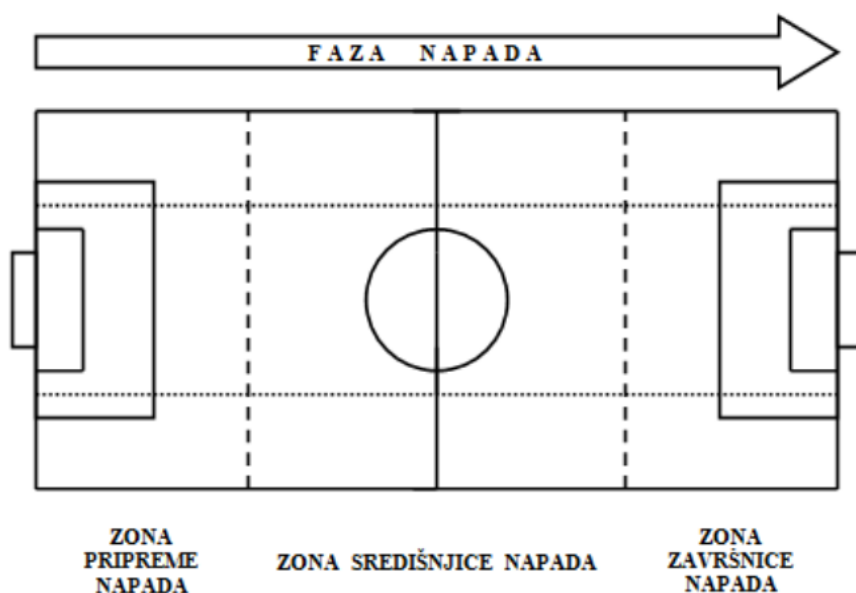 FAZA NAPADA
ZONA
PRIPREME
NAPADA
ZONA SREDIŠNJICE NAPADA
ZONA
ZAVRŠNICE
NAPADA